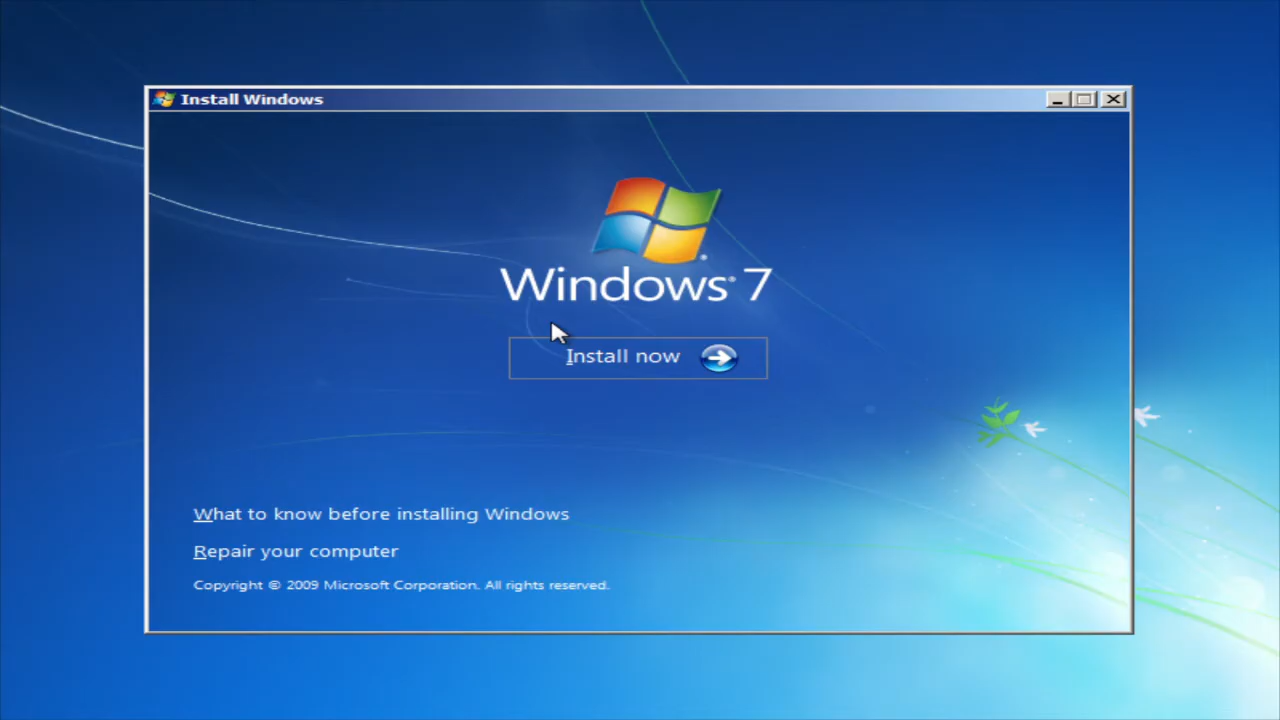 Install Windows
Windows® 7
Install now
What to know before installing Windows
Repair your computer
Copyright © 2009 Microsoft Corporation. All rights reserved.